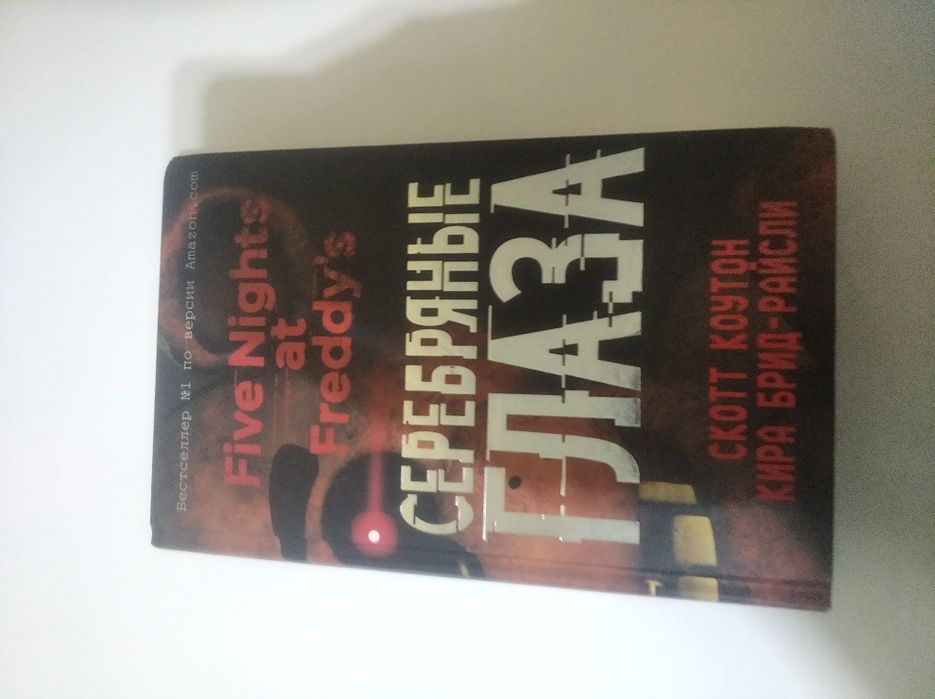 Бестселлер №1 по версии Amazon.com
Five Nights
at
Freddy's
СЕРЕБРЯНЫЕ
ГЛАЗА
СКОТТ КОУТОН
КИРА БРИД-РАЙСЛИ